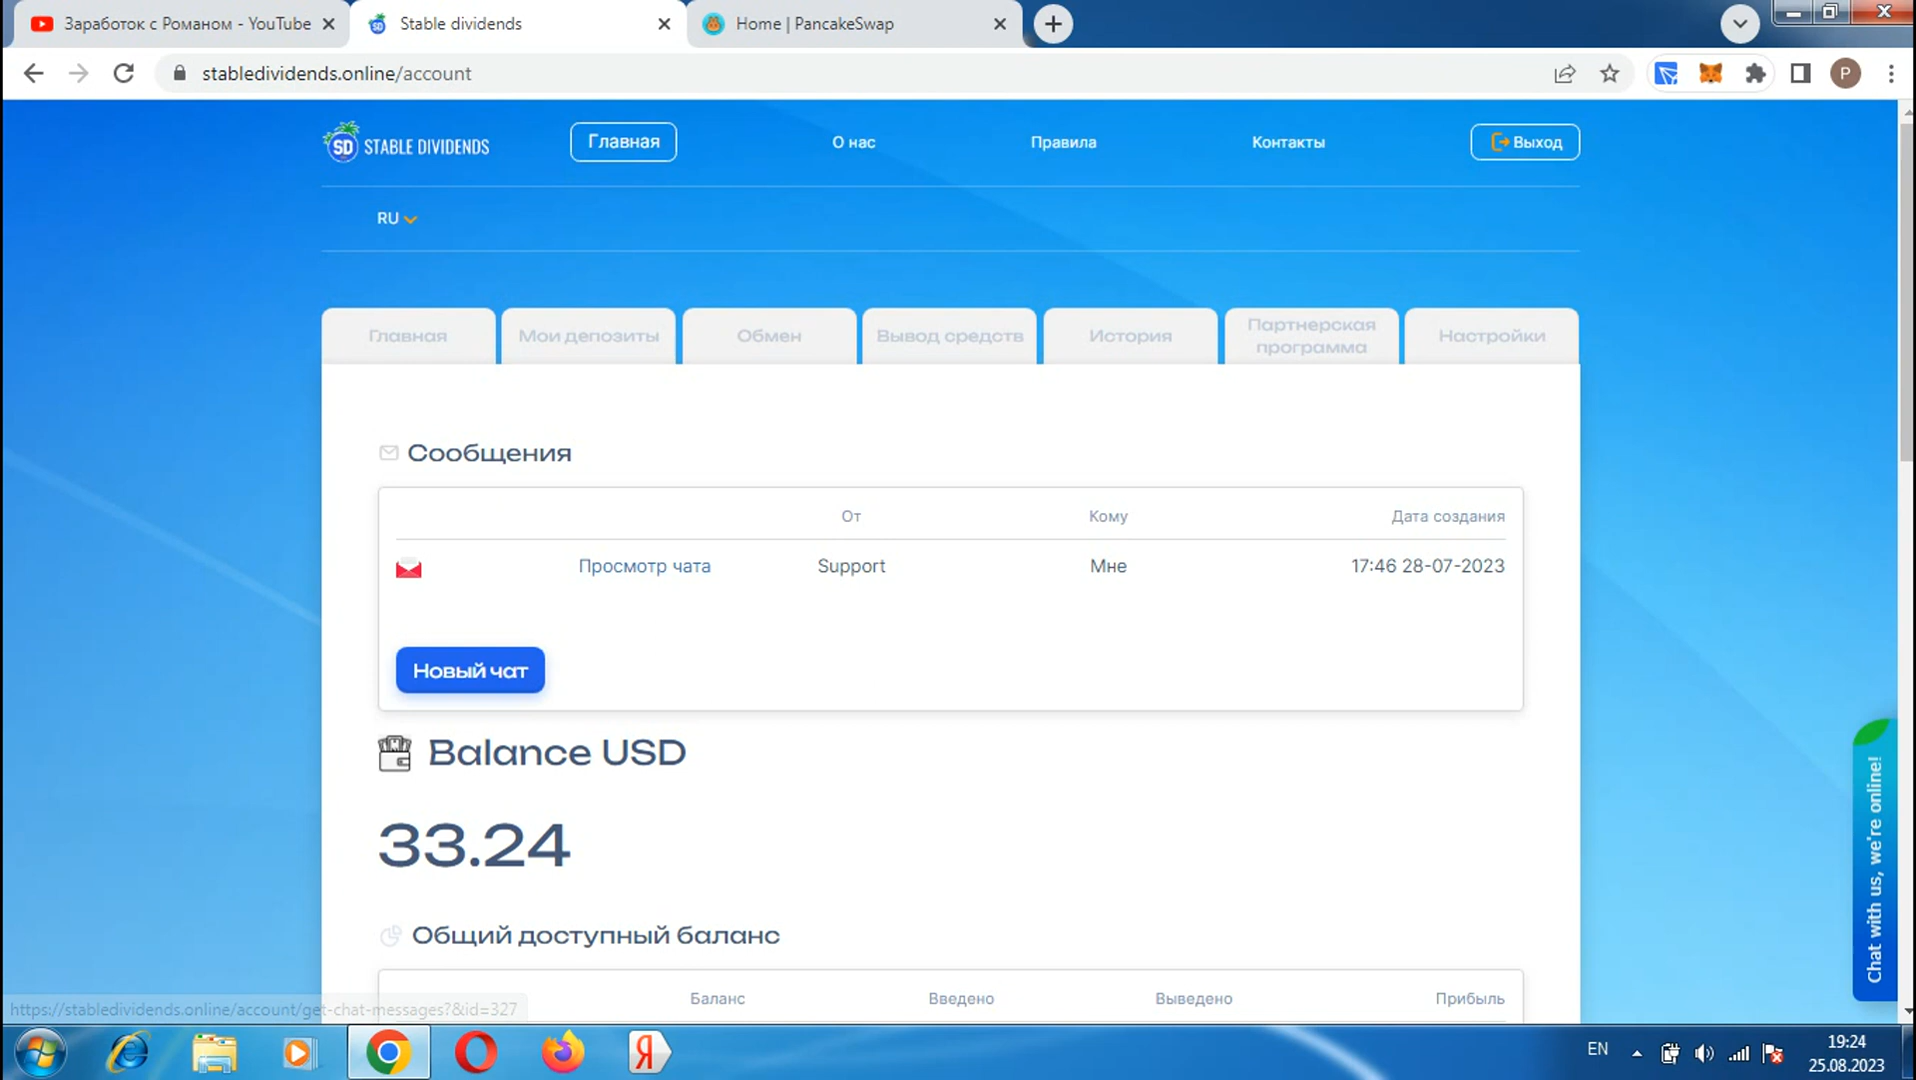 Заработок с Романом - YouTube
Stable dividends
Home | PancakeSwap
stabledividends.online/account
P
SD STABLE DIVIDENDS
Главная
О нас
Правила
Контакты
Выход
RU
Главная
Мои депозиты
Обмен
Вывод средств
История
Партнерская
программа
Настройки
Сообщения
От
Кому
Дата создания
Просмотр чата
Support
Мне
17:46 28-07-2023
Новый чат
Balance USD
33.24
Общий доступный баланс
Баланс
Введено
Выведено
Прибыль
Chat with us, we're online!
https://stabledividends.online/account/get-chat-messages?&id=327
EN
19:24
25.08.2023